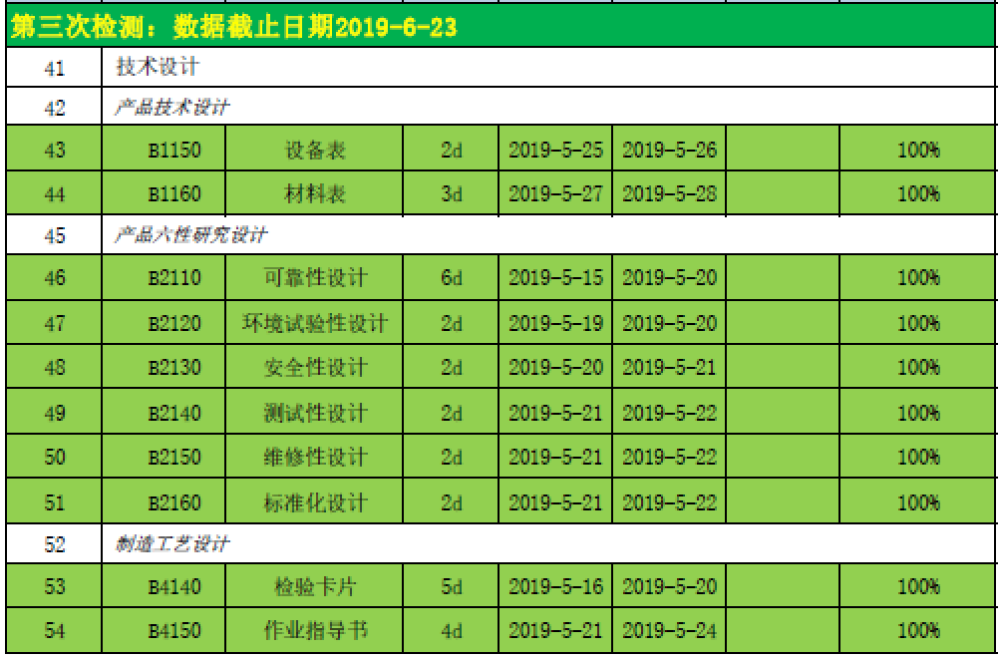 第三次检测：数据截止日期2019-6-23
41 技术设计
42 产品技术设计
43 B1150 设备表 2d 2019-5-25 2019-5-26 100%
44 B1160 材料表 3d 2019-5-27 2019-5-28 100%
45 产品六性研究设计
46 B2110 可靠性设计 6d 2019-5-15 2019-5-20 100%
47 B2120 环境试验性设计 2d 2019-5-19 2019-5-20 100%
48 B2130 安全性设计 2d 2019-5-20 2019-5-21 100%
49 B2140 测试性设计 2d 2019-5-21 2019-5-22 100%
50 B2150 维修性设计 2d 2019-5-21 2019-5-22 100%
51 B2160 标准化设计 2d 2019-5-21 2019-5-22 100%
52 制造工艺设计
53 B4140 检验卡片 5d 2019-5-16 2019-5-20 100%
54 B4150 作业指导书 4d 2019-5-21 2019-5-24 100%